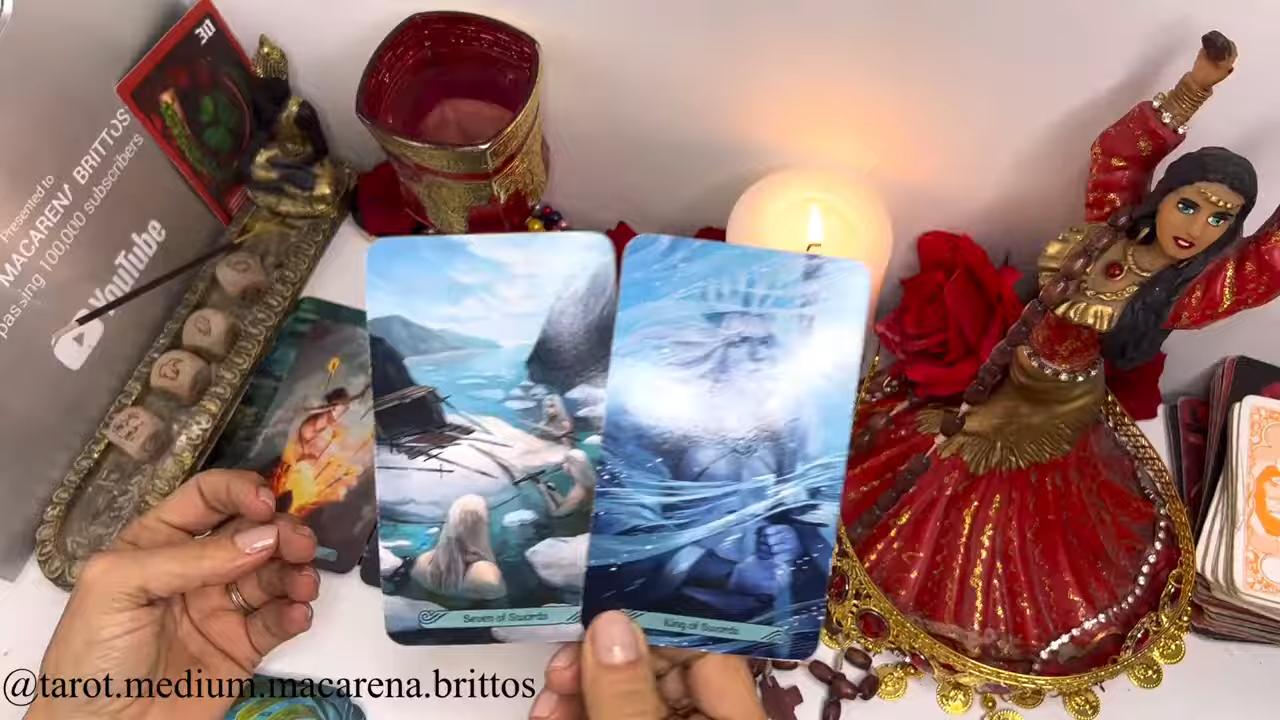 3E
Presented to
MACARENA BRITTOS
passing 100,000 subscribers
YouTube
Seven of Swords
King of Swords
@tarot.medium.macarena.brittos